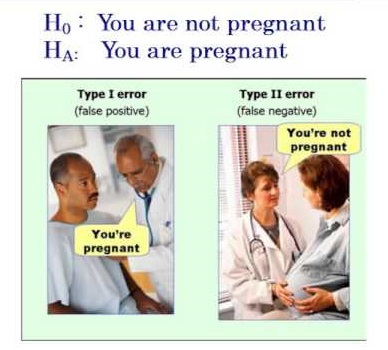 H₀ : You are not pregnant
H_A: You are pregnant
Type I error
(false positive)
You're
pregnant
Type II error
(false negative)
You're not
pregnant